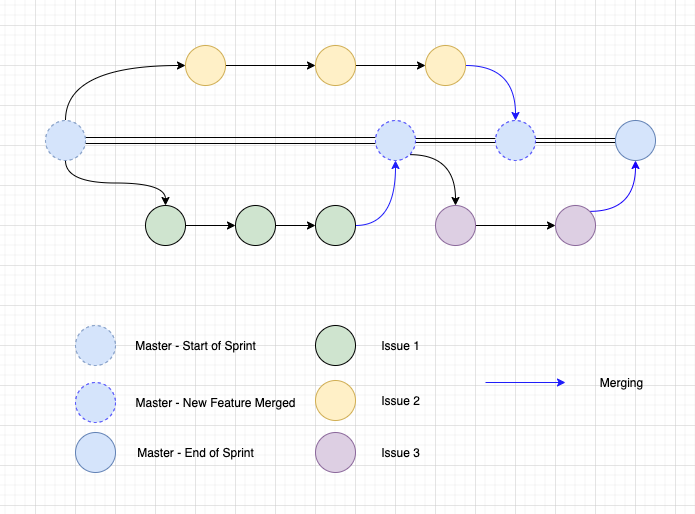 Master - Start of Sprint
Issue 1
Master - New Feature Merged
Issue 2
Merging
Master - End of Sprint
Issue 3